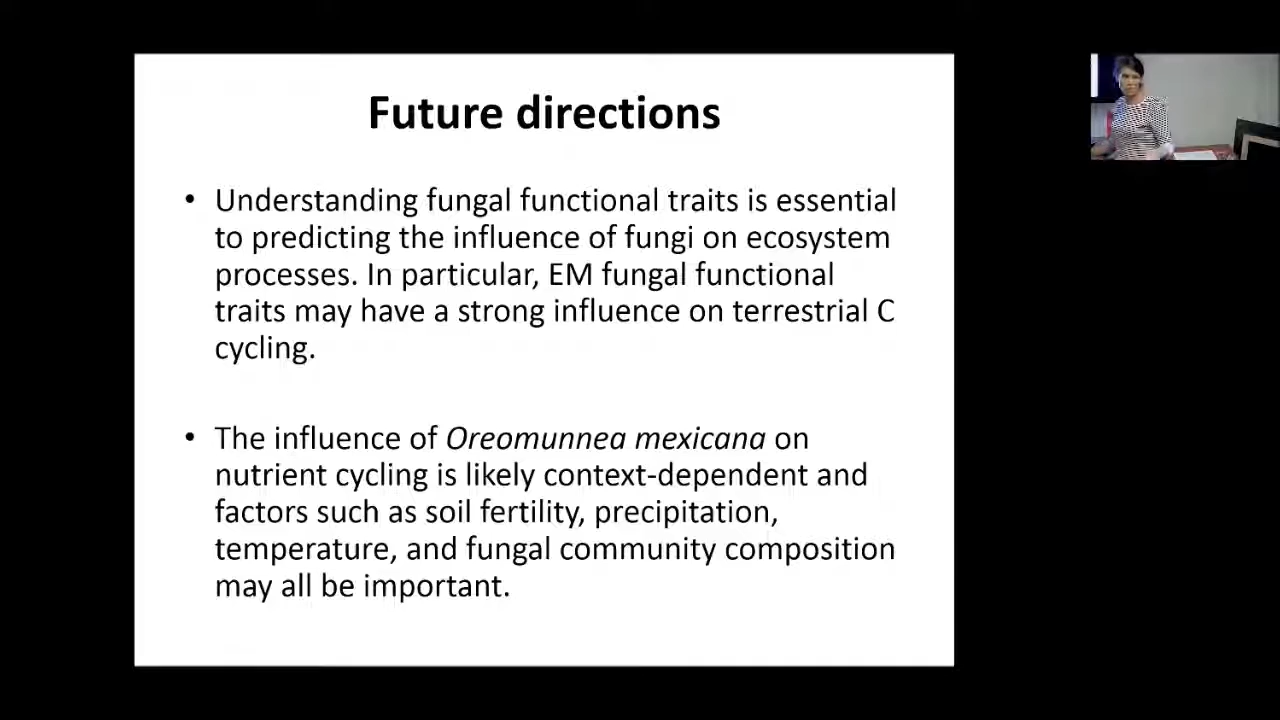 Future directions
• Understanding fungal functional traits is essential
to predicting the influence of fungi on ecosystem
processes. In particular, EM fungal functional
traits may have a strong influence on terrestrial C
cycling.
• The influence of Oreomunnea mexicana on
nutrient cycling is likely context-dependent and
factors such as soil fertility, precipitation,
temperature, and fungal community composition
may all be important.